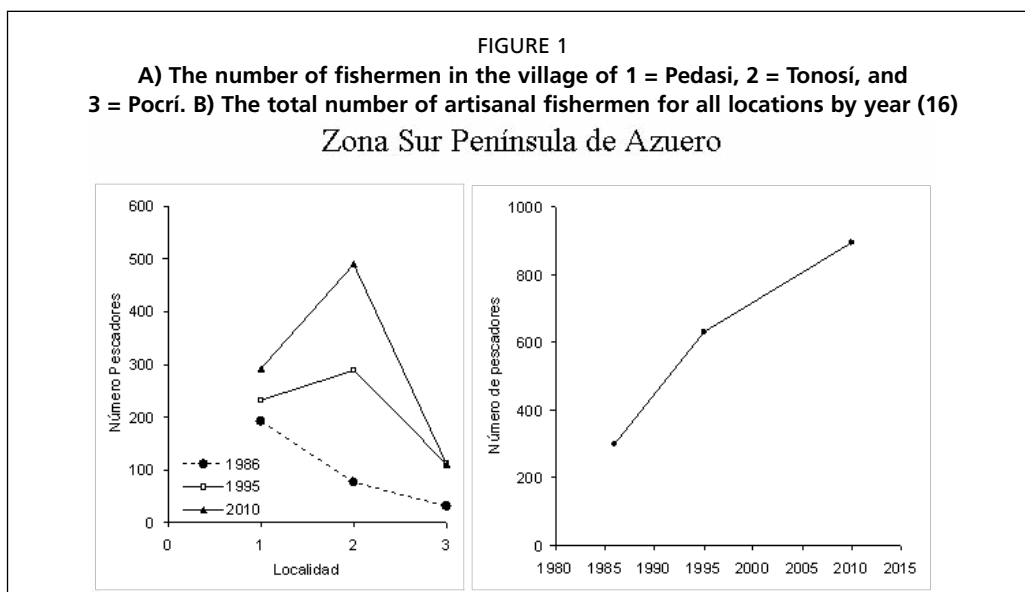 FIGURE 1
A) The number of fishermen in the village of 1 = Pedasi, 2 = Tonosí, and
3 = Pocrí. B) The total number of artisanal fishermen for all locations by year (16)
Zona Sur Península de Azuero
600
500
400
300
200
100
0
Número Pescadores
1986
1995
2010
0 1 2 3
Localidad
1000
800
600
400
200
0
Número de pescadores
1980 1985 1990 1995 2000 2005 2010 2015